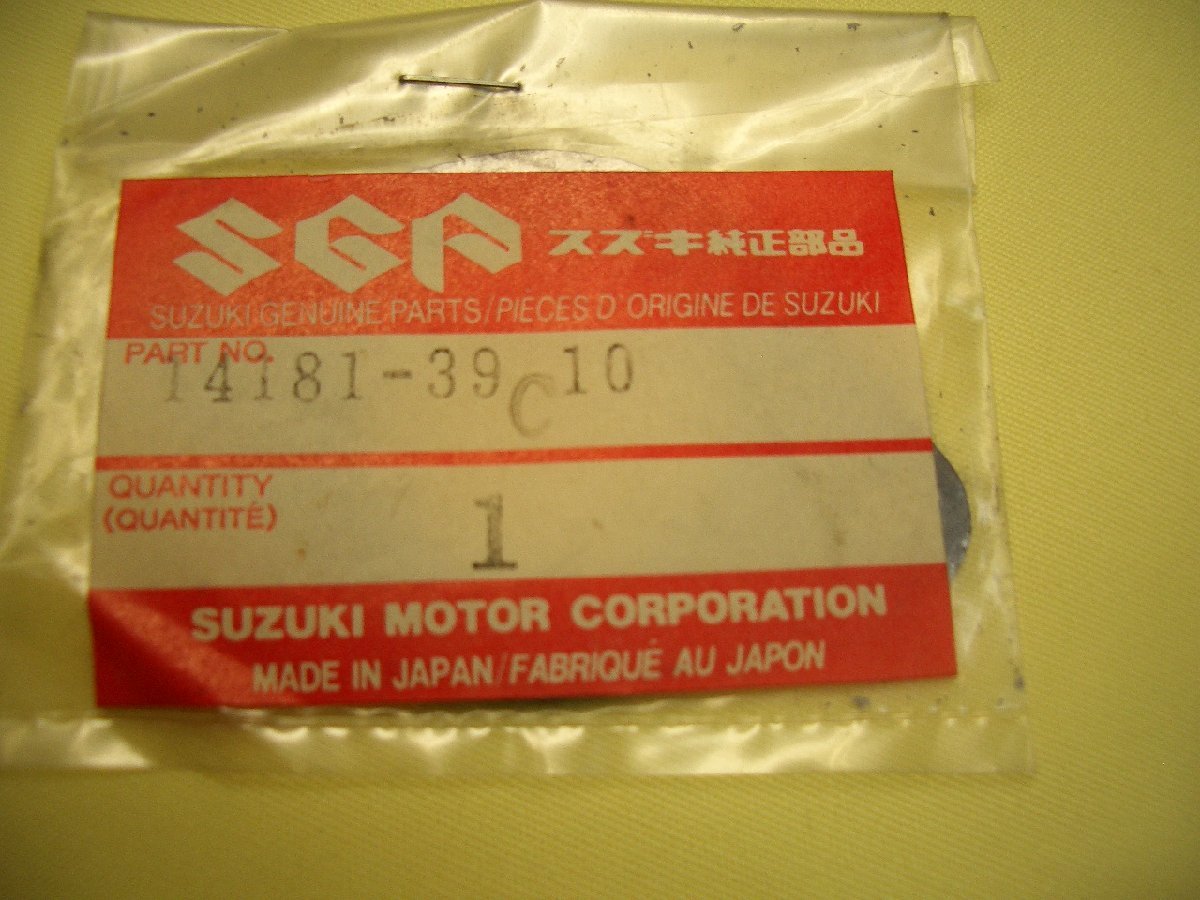 SGP スズキ純正部品
SUZUKI GENUINE PARTS/PIÈCES D'ORIGINE DE SUZUKI
PART NO.
14181-39C10
QUANTITY
(QUANTITÉ)
1
SUZUKI MOTOR CORPORATION
MADE IN JAPAN/FABRIQUÉ AU JAPON